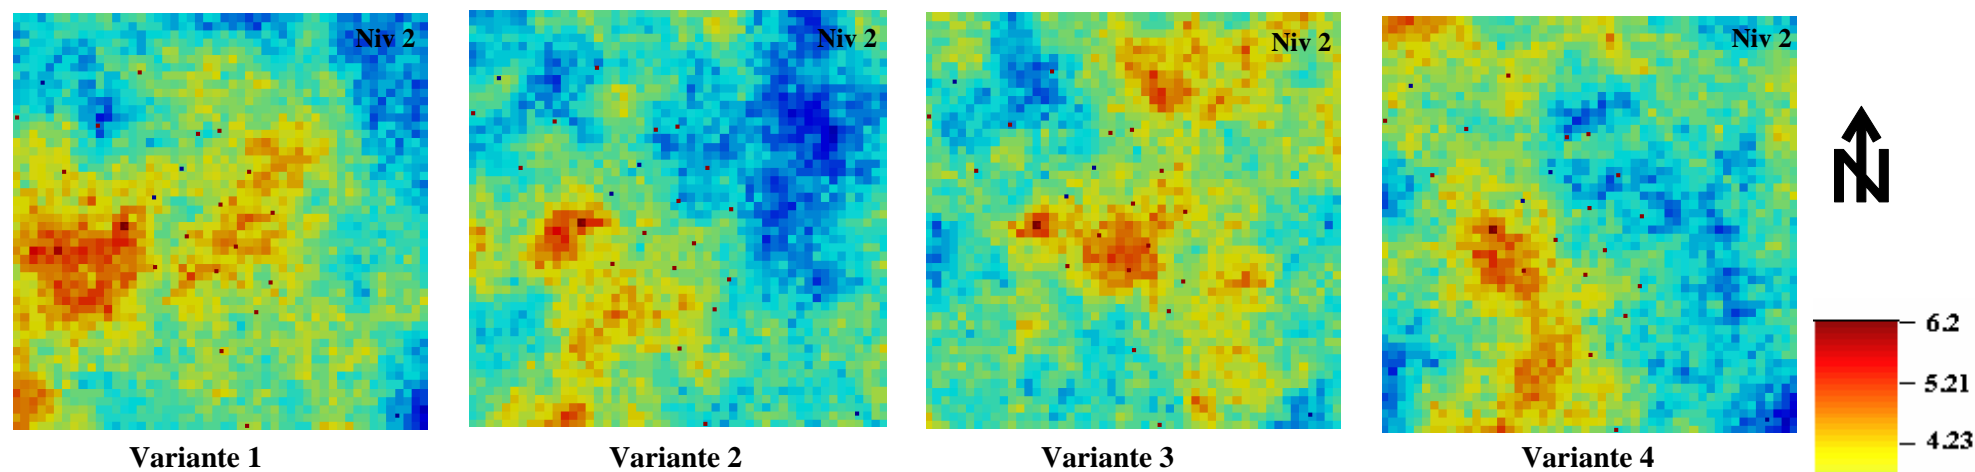 Niv 2
Niv 2
Niv 2
Niv 2
N
6.2
5.21
4.23
Variante 1
Variante 2
Variante 3
Variante 4